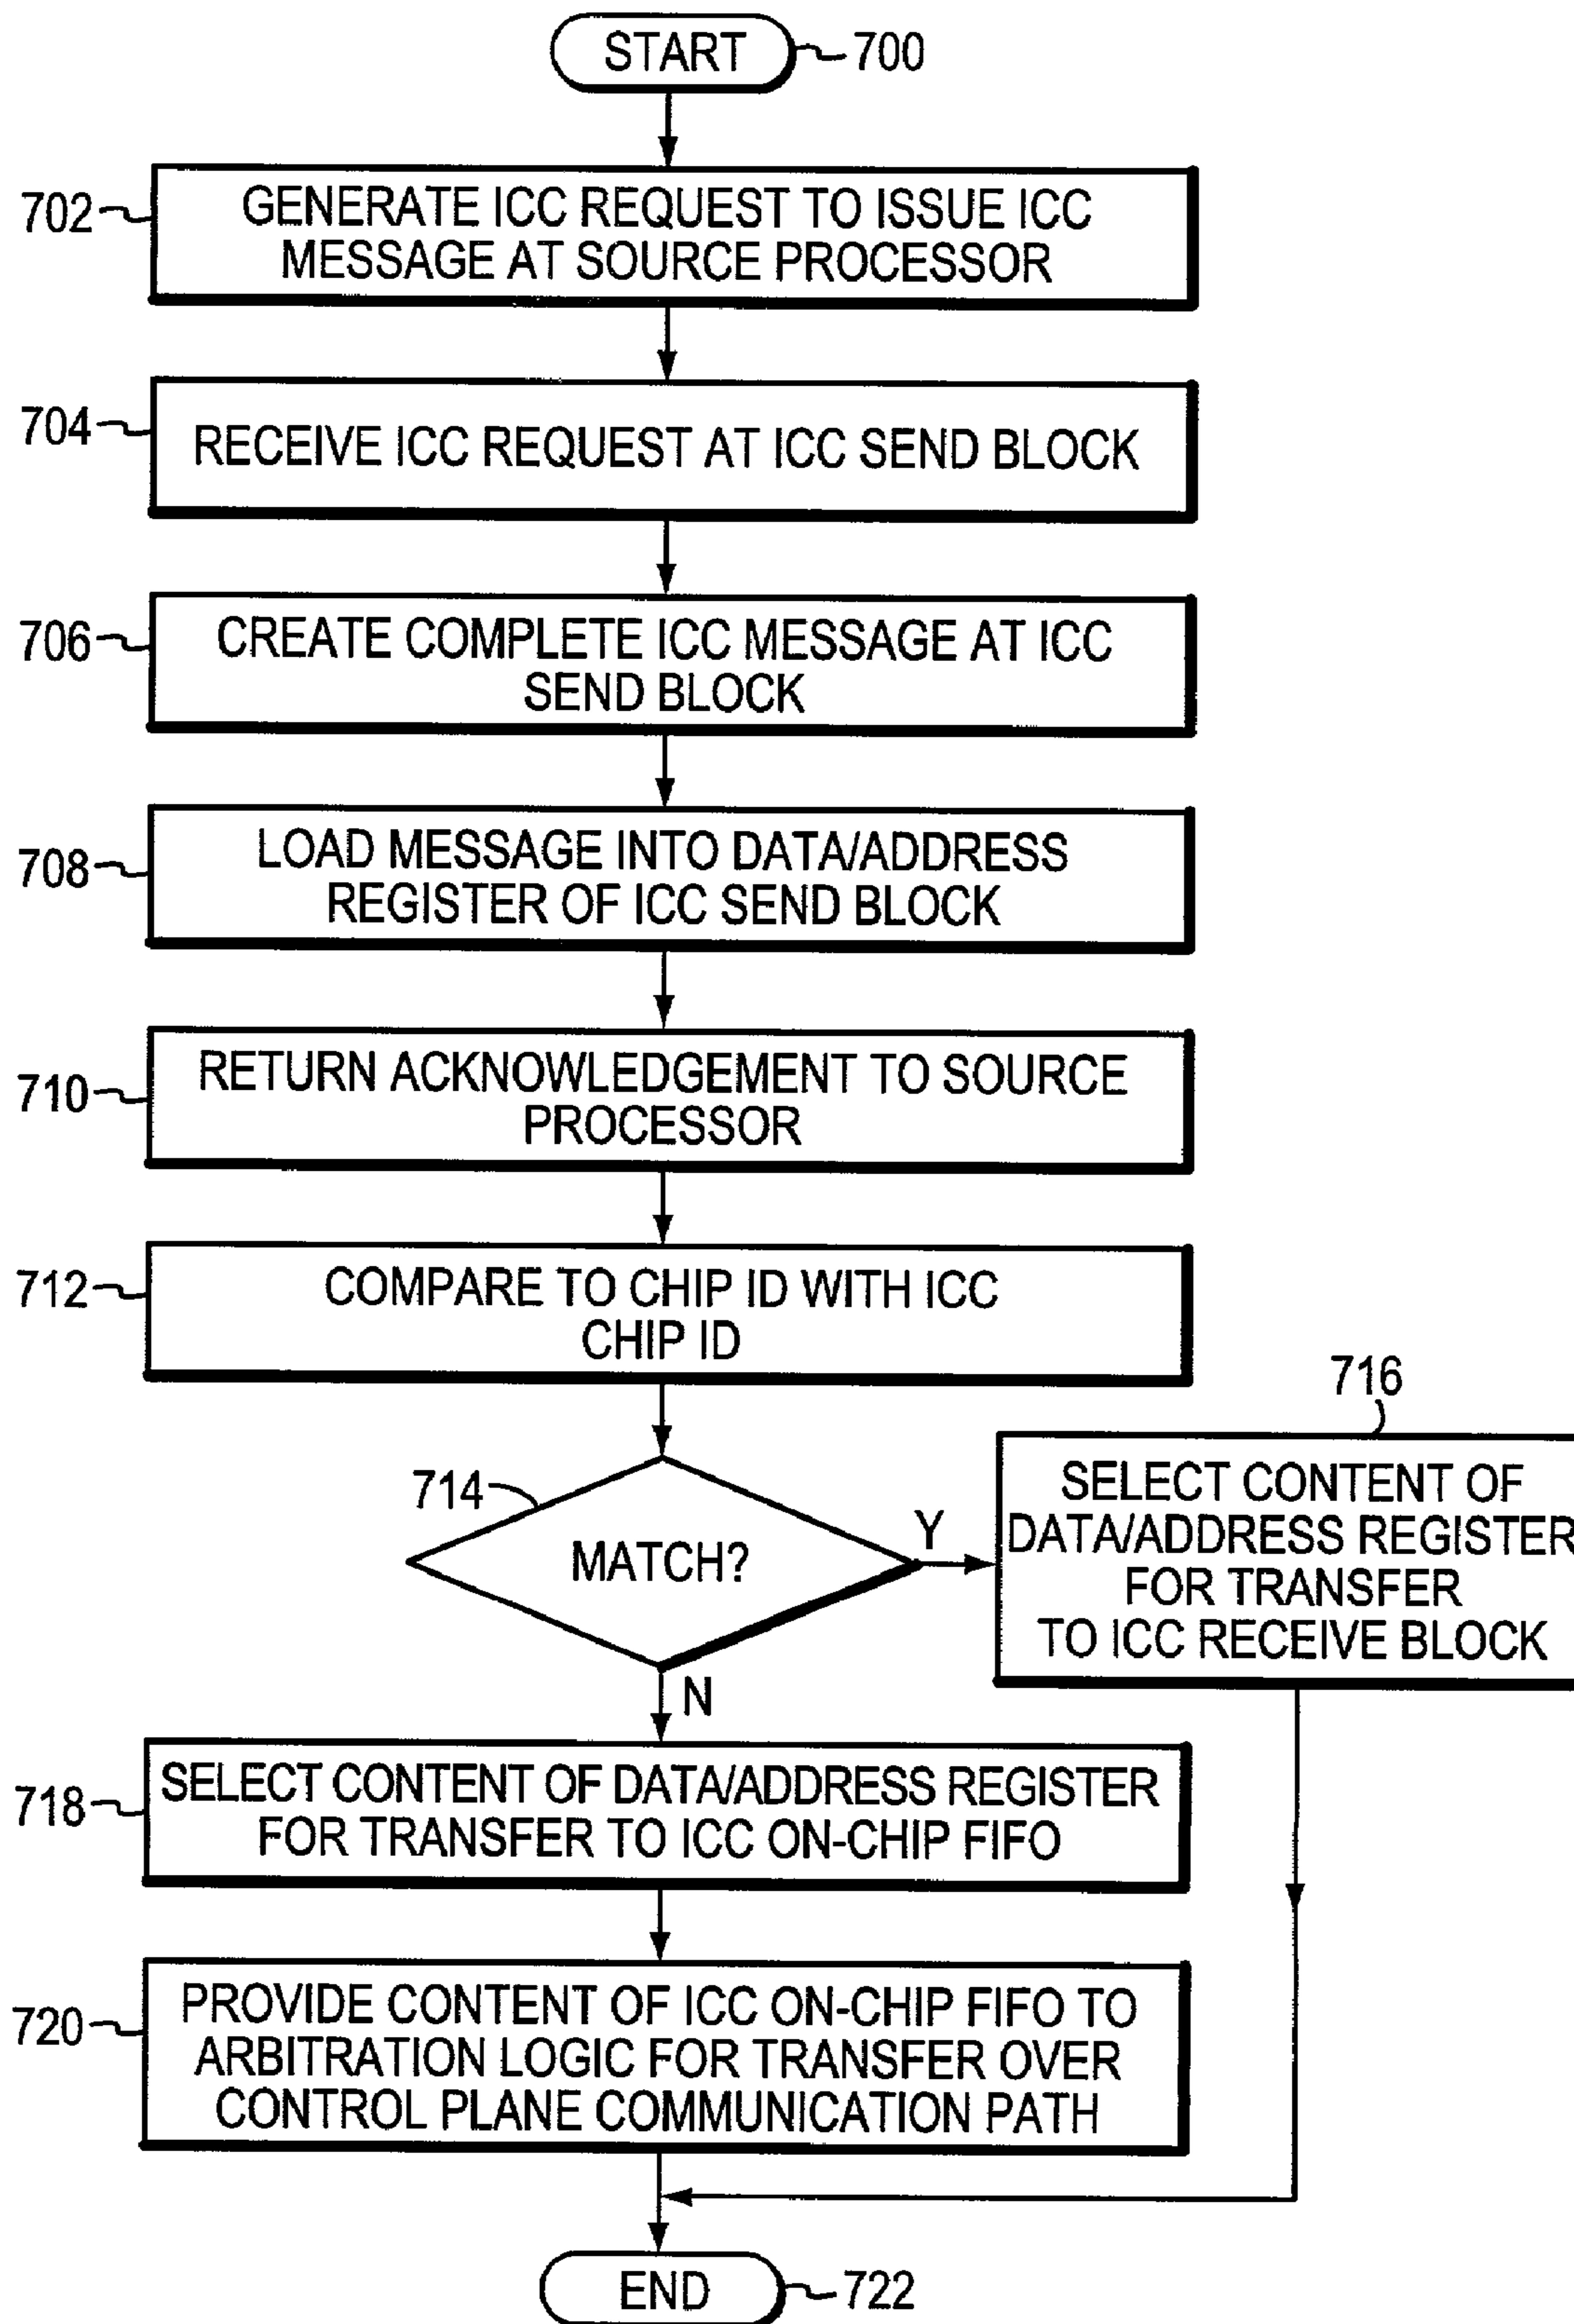 START
700
702
GENERATE ICC REQUEST TO ISSUE ICC
MESSAGE AT SOURCE PROCESSOR
704
RECEIVE ICC REQUEST AT ICC SEND BLOCK
706
CREATE COMPLETE ICC MESSAGE AT ICC
SEND BLOCK
708
LOAD MESSAGE INTO DATA/ADDRESS
REGISTER OF ICC SEND BLOCK
710
RETURN ACKNOWLEDGEMENT TO SOURCE
PROCESSOR
712
COMPARE TO CHIP ID WITH ICC
CHIP ID
714
MATCH?
Y
716
SELECT CONTENT OF
DATA/ADDRESS REGISTER
FOR TRANSFER
TO ICC RECEIVE BLOCK
N
718
SELECT CONTENT OF DATA/ADDRESS REGISTER
FOR TRANSFER TO ICC ON-CHIP FIFO
720
PROVIDE CONTENT OF ICC ON-CHIP FIFO TO
ARBITRATION LOGIC FOR TRANSFER OVER
CONTROL PLANE COMMUNICATION PATH
END
722